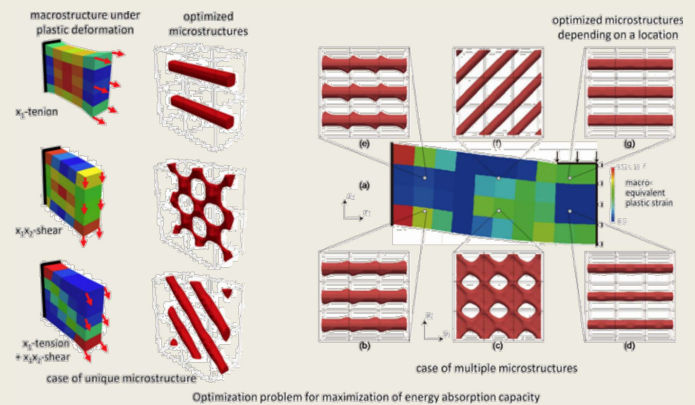 macrostructure under
plastic deformation
optimized
microstructures
optimized microstructures
depending on a location
x₁-tenion
(e)
(f)
(g)
(a)
macro-
equivalent
plastic strain
x₁x₂-shear
x₁-tension
+ x₁x₂-shear
(b)
(c)
(d)
case of unique microstructure
case of multiple microstructures
Optimization problem for maximization of energy absorption capacity